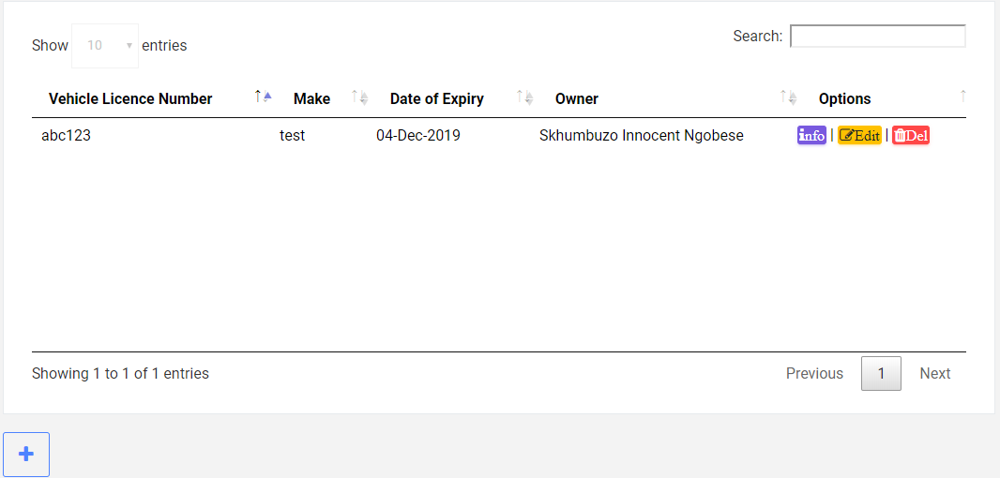 Show 10 entries
Search:
Vehicle Licence Number Make Date of Expiry Owner Options
abc123 test 04-Dec-2019 Skhumbuzo Innocent Ngobese info | Edit | Del
Showing 1 to 1 of 1 entries
Previous 1 Next